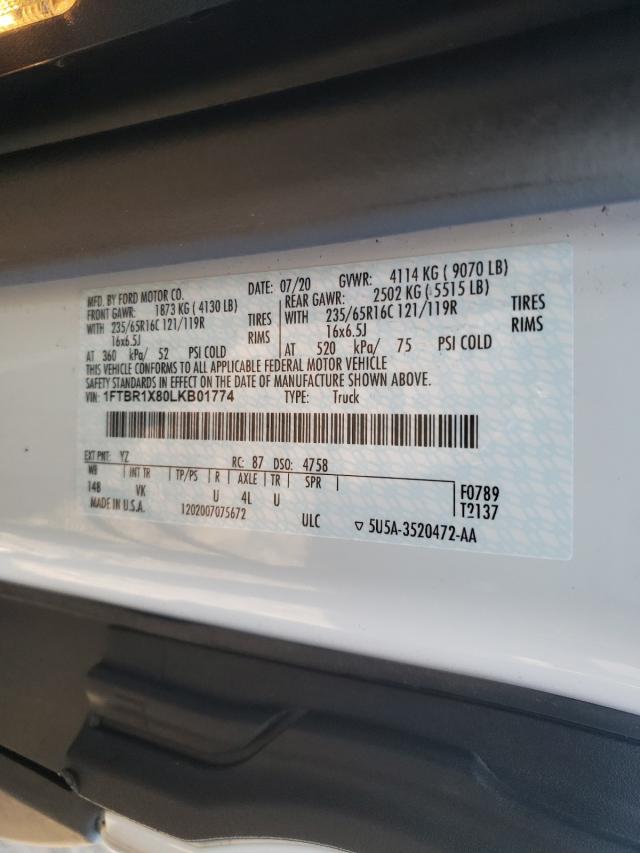 MFD. BY FORD MOTOR CO.
DATE: 07/20 GVWR: 4114 KG ( 9070 LB)
FRONT GAWR: 1873 KG ( 4130 LB)
REAR GAWR: 2502 KG ( 5515 LB)
WITH 235/65R16C 121/119R TIRES
WITH 235/65R16C 121/119R TIRES
16x6.5J RIMS
16x6.5J RIMS
AT 360 kPa/ 52 PSI COLD
AT 520 kPa/ 75 PSI COLD
THIS VEHICLE CONFORMS TO ALL APPLICABLE FEDERAL MOTOR VEHICLE
SAFETY STANDARDS IN EFFECT ON THE DATE OF MANUFACTURE SHOWN ABOVE.
VIN: 1FTBR1X80LKB01774 TYPE: Truck
EXT PNT: YZ RC: 87 DSO: 4758
WB INT TR TP/PS R AXLE TR SPR
148 VK U 4L U
F0789
T2137
MADE IN U.S.A. 1202007075672 ULC ▽ 5U5A-3520472-AA